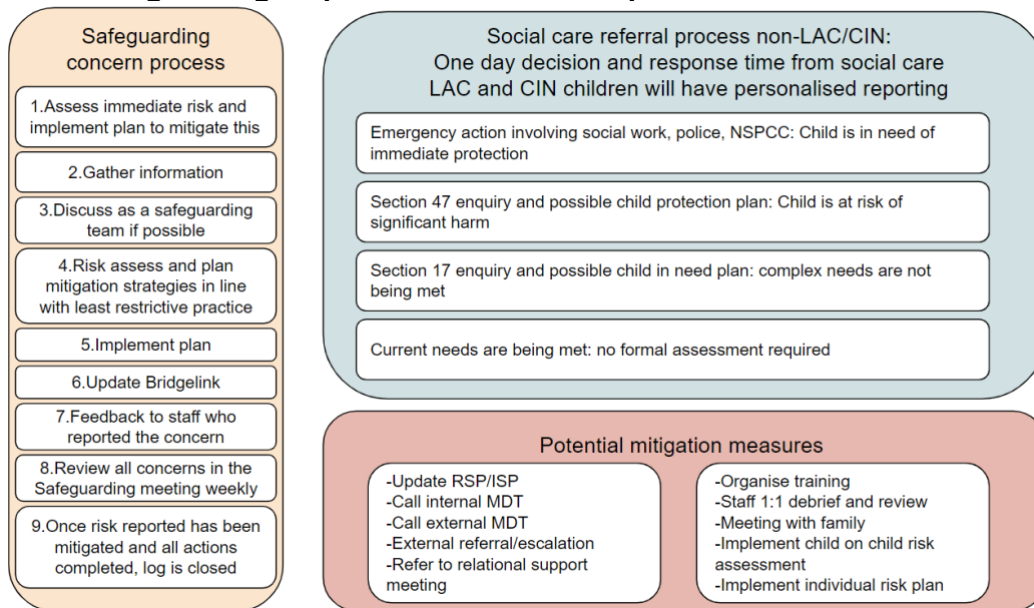 Safeguarding
concern process
1.Assess immediate risk and
implement plan to mitigate this
2.Gather information
3.Discuss as a safeguarding
team if possible
4.Risk assess and plan
mitigation strategies in line
with least restrictive practice
5.Implement plan
6.Update Bridgelink
7.Feedback to staff who
reported the concern
8.Review all concerns in the
Safeguarding meeting weekly
9.Once risk reported has been
mitigated and all actions
completed, log is closed
Social care referral process non-LAC/CIN:
One day decision and response time from social care
LAC and CIN children will have personalised reporting
Emergency action involving social work, police, NSPCC: Child is in need of
immediate protection
Section 47 enquiry and possible child protection plan: Child is at risk of
significant harm
Section 17 enquiry and possible child in need plan: complex needs are not
being met
Current needs are being met: no formal assessment required
Potential mitigation measures
-Update RSP/ISP
-Call internal MDT
-Call external MDT
-External referral/escalation
-Refer to relational support
meeting
-Organise training
-Staff 1:1 debrief and review
-Meeting with family
-Implement child on child risk
assessment
-Implement individual risk plan